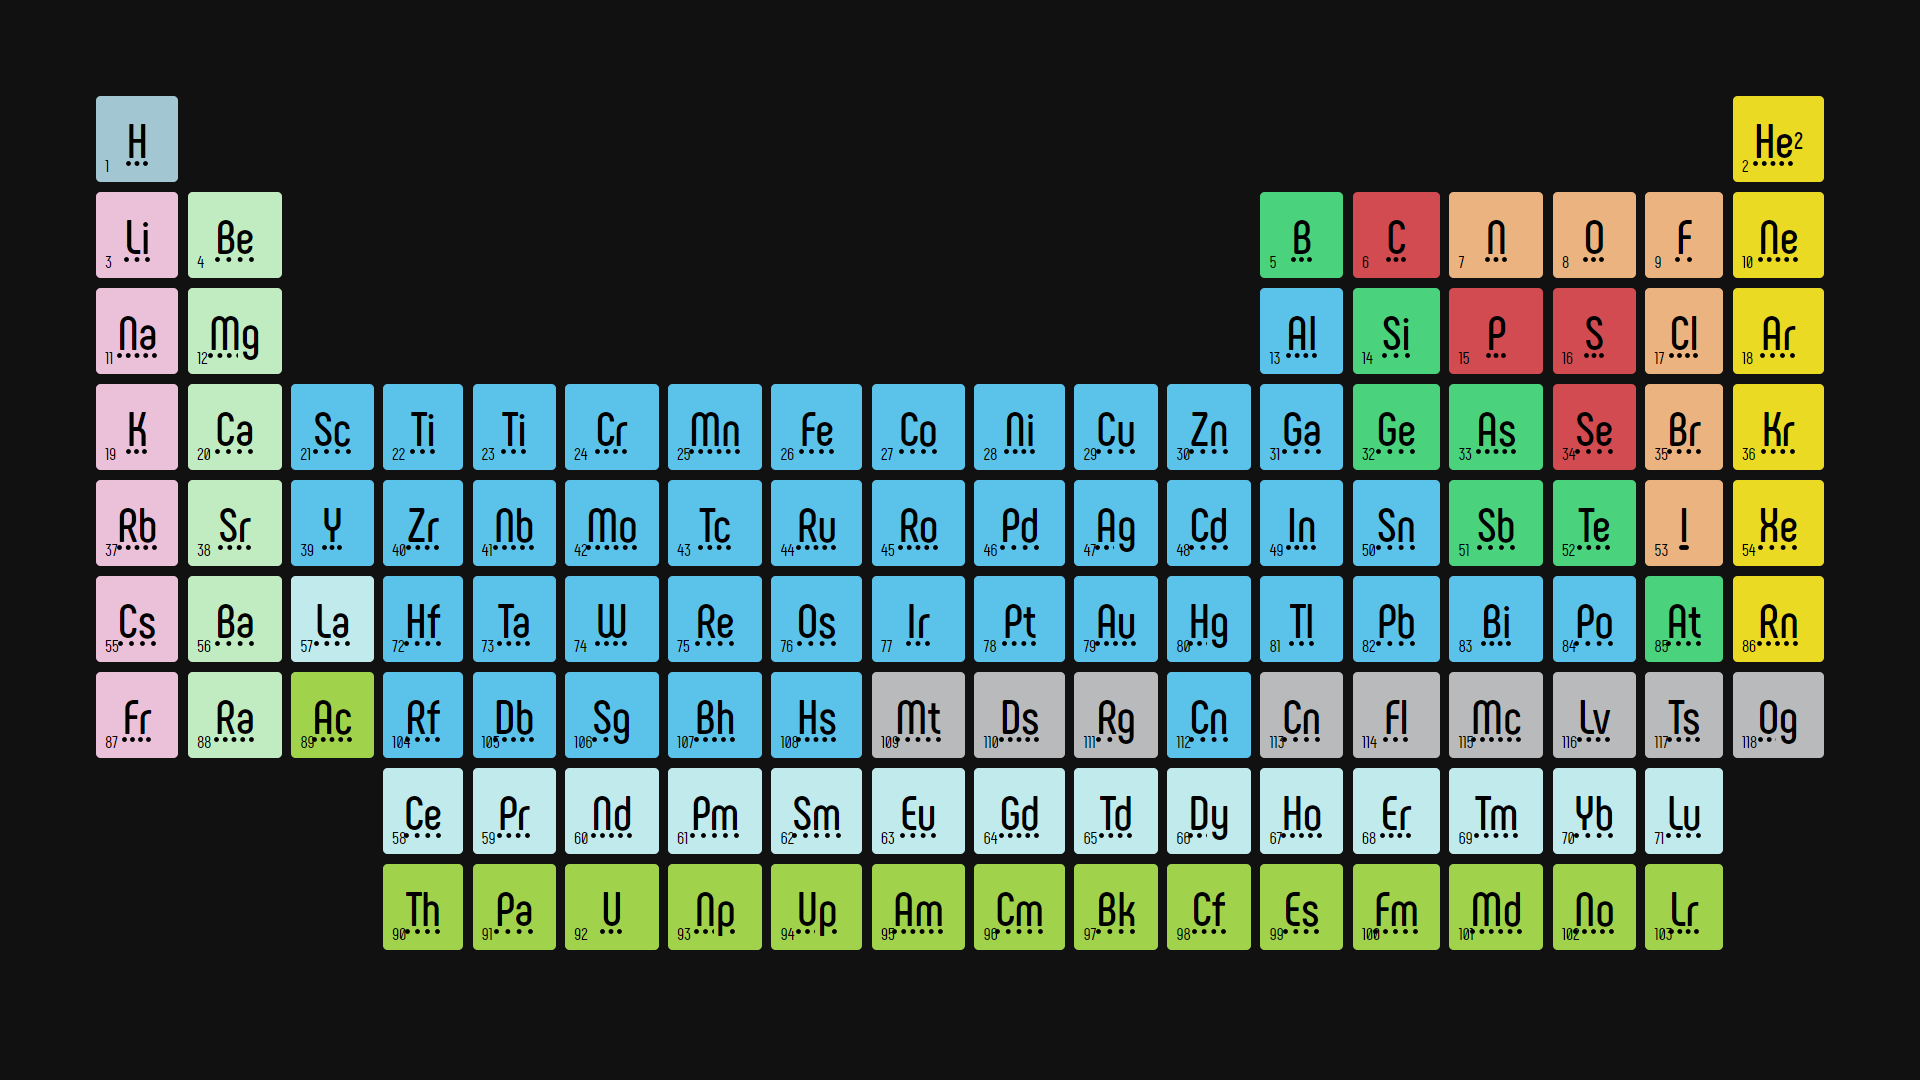 H 1 He² 2
Li 3 Be 4 B 5 C 6 N 7 O 8 F 9 Ne 10
Na 11 Mg 12 Al 13 Si 14 P 15 S 16 Cl 17 Ar 18
K 19 Ca 20 Sc 21 Ti 22 Ti 23 Cr 24 Mn 25 Fe 26 Co 27 Ni 28 Cu 29 Zn 30 Ga 31 Ge 32 As 33 Se 34 Br 35 Kr 36
Rb 37 Sr 38 Y 39 Zr 40 Nb 41 Mo 42 Tc 43 Ru 44 Ro 45 Pd 46 Ag 47 Cd 48 In 49 Sn 50 Sb 51 Te 52 I 53 Xe 54
Cs 55 Ba 56 La 57 Hf 72 Ta 73 W 74 Re 75 Os 76 Ir 77 Pt 78 Au 79 Hg 80 Tl 81 Pb 82 Bi 83 Po 84 At 85 Rn 86
Fr 87 Ra 88 Ac 89 Rf 104 Db 105 Sg 106 Bh 107 Hs 108 Mt 109 Ds 110 Rg 111 Cn 112 Cn 113 Fl 114 Mc 115 Lv 116 Ts 117 Og 118
Ce 58 Pr 59 Nd 60 Pm 61 Sm 62 Eu 63 Gd 64 Td 65 Dy 66 Ho 67 Er 68 Tm 69 Yb 70 Lu 71
Th 90 Pa 91 U 92 Np 93 Up 94 Am 95 Cm 96 Bk 97 Cf 98 Es 99 Fm 100 Md 101 No 102 Lr 103